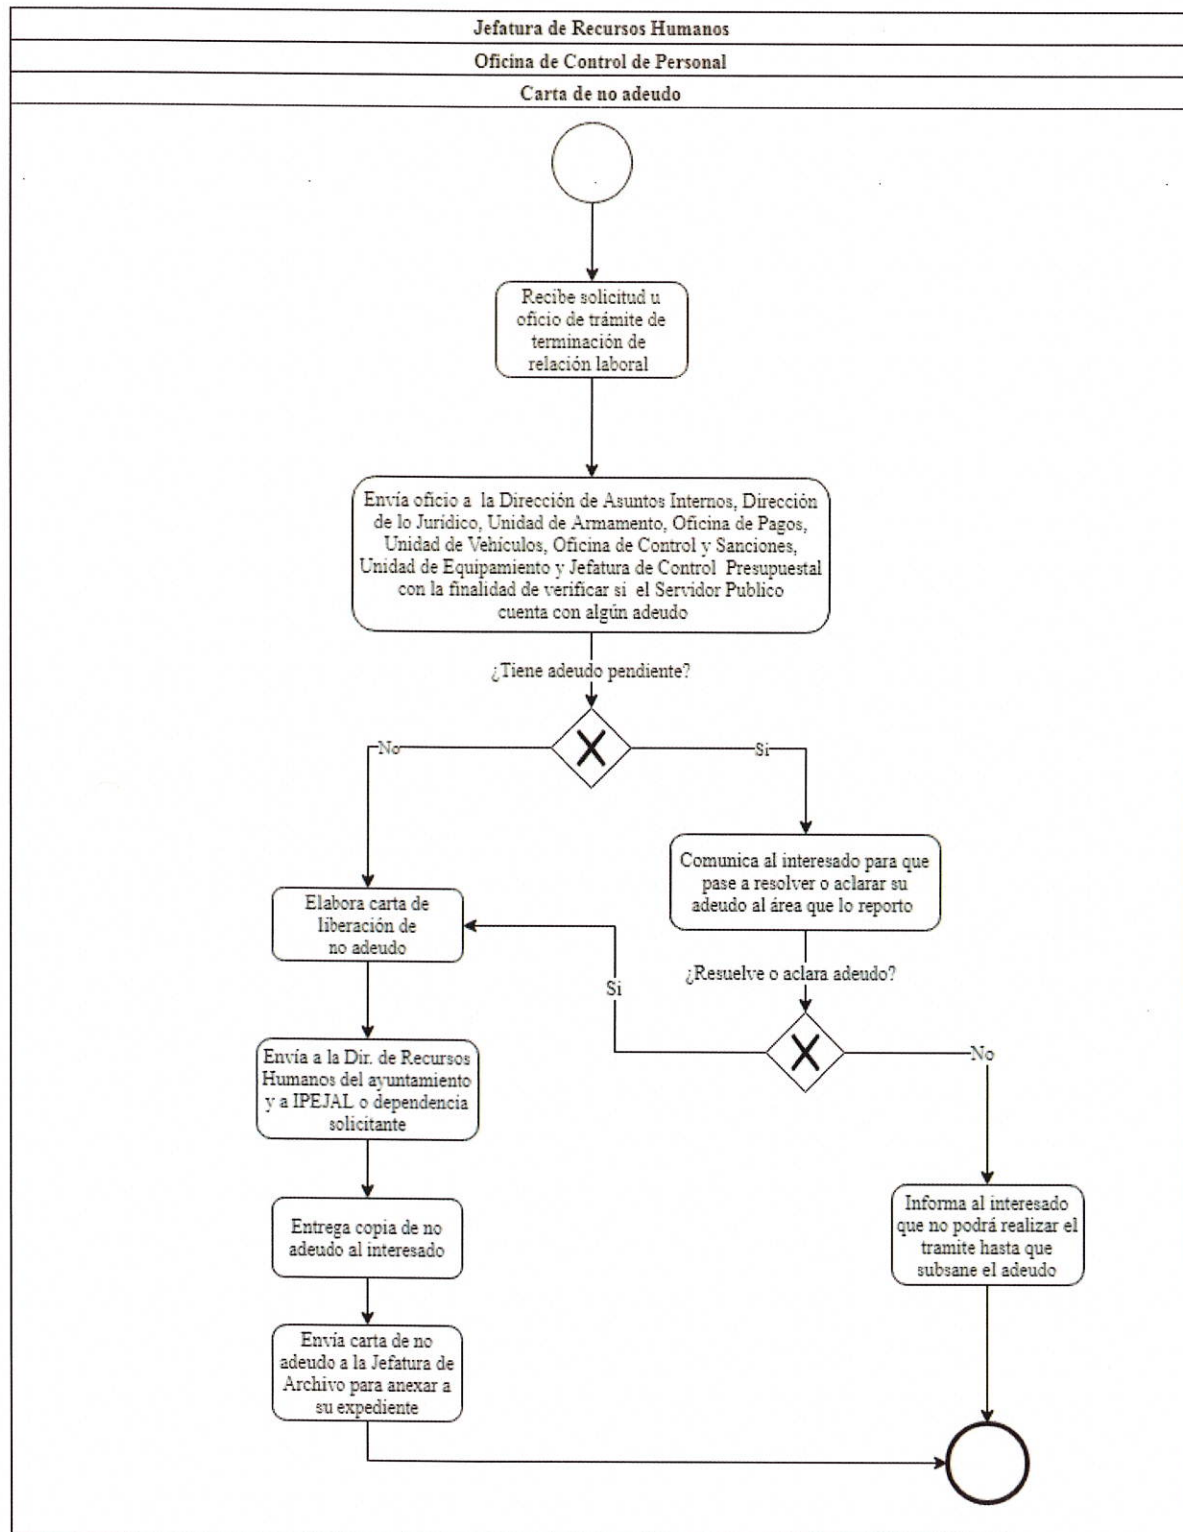 Jefatura de Recursos Humanos
Oficina de Control de Personal
Carta de no adeudo
Recibe solicitud u
oficio de trámite de
terminación de
relación laboral
Envía oficio a la Dirección de Asuntos Internos, Dirección
de lo Jurídico, Unidad de Armamento, Oficina de Pagos,
Unidad de Vehículos, Oficina de Control y Sanciones,
Unidad de Equipamiento y Jefatura de Control Presupuestal
con la finalidad de verificar si el Servidor Publico
cuenta con algún adeudo
¿Tiene adeudo pendiente?
No
Si
Comunica al interesado para que
pase a resolver o aclarar su
adeudo al área que lo reporto
Elabora carta de
liberación de
no adeudo
¿Resuelve o aclara adeudo?
Si
No
Envía a la Dir. de Recursos
Humanos del ayuntamiento
y a IPEJAL o dependencia
solicitante
Informa al interesado
que no podrá realizar el
tramite hasta que
subsane el adeudo
Entrega copia de no
adeudo al interesado
Envía carta de no
adeudo a la Jefatura de
Archivo para anexar a
su expediente